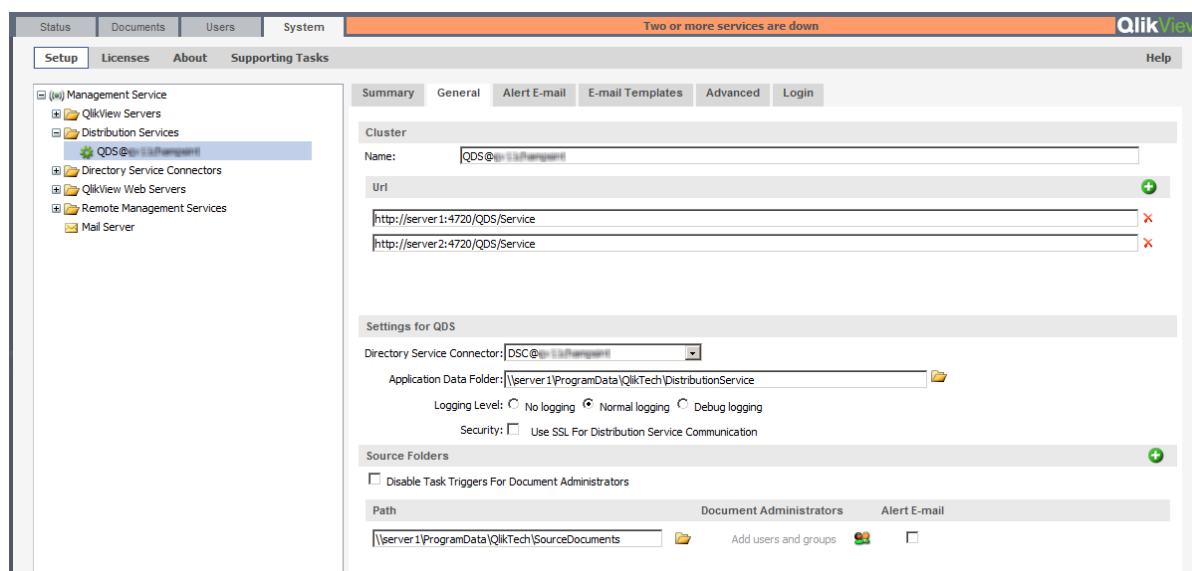 Status Documents Users System Two or more services are down QlikView
Setup Licenses About Supporting Tasks Help
Management Service
QlikView Servers
Distribution Services
QDS@
Directory Service Connectors
QlikView Web Servers
Remote Management Services
Mail Server
Summary General Alert E-mail E-mail Templates Advanced Login
Cluster
Name: QDS@
Url
http://server1:4720/QDS/Service
http://server2:4720/QDS/Service
Settings for QDS
Directory Service Connector: DSC@
Application Data Folder: \\server1\ProgramData\QlikTech\DistributionService
Logging Level: No logging Normal logging Debug logging
Security: Use SSL For Distribution Service Communication
Source Folders
Disable Task Triggers For Document Administrators
Path Document Administrators Alert E-mail
\\server1\ProgramData\QlikTech\SourceDocuments Add users and groups